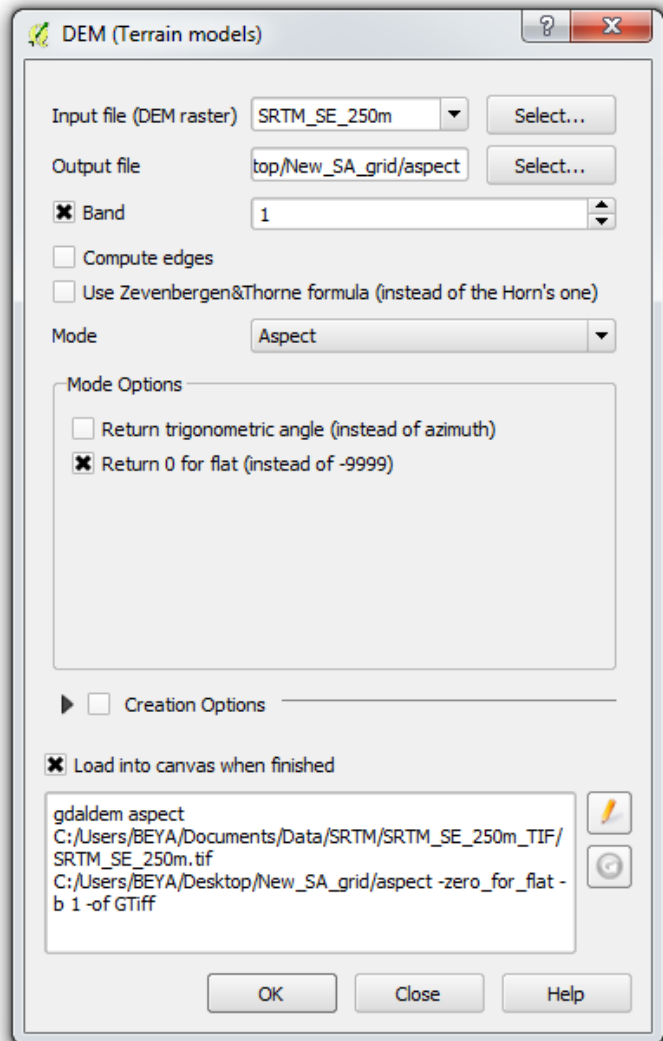 DEM (Terrain models)
Input file (DEM raster) SRTM_SE_250m Select...
Output file top/New_SA_grid/aspect Select...
Band 1
Compute edges
Use Zevenbergen&Thorne formula (instead of the Horn's one)
Mode Aspect
Mode Options
Return trigonometric angle (instead of azimuth)
Return 0 for flat (instead of -9999)
Creation Options
Load into canvas when finished
gdaldem aspect
C:/Users/BEYA/Documents/Data/SRTM/SRTM_SE_250m_TIF/
SRTM_SE_250m.tif
C:/Users/BEYA/Desktop/New_SA_grid/aspect -zero_for_flat -
b 1 -of GTiff
OK Close Help